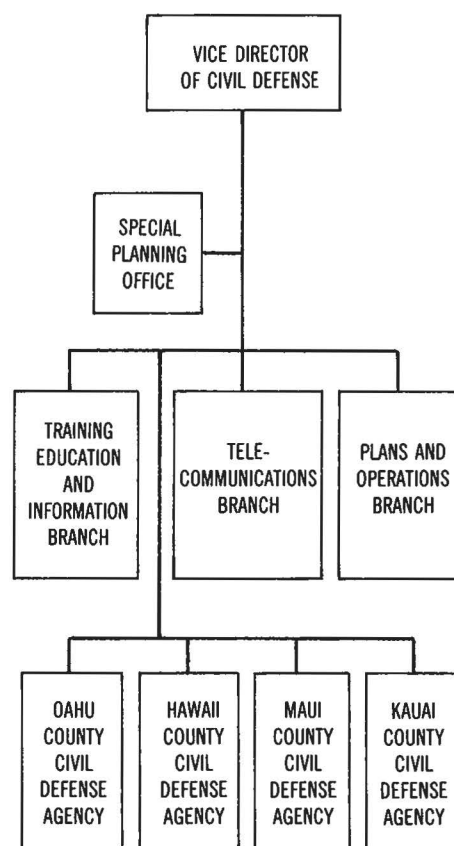 VICE DIRECTOR
OF CIVIL DEFENSE
SPECIAL
PLANNING
OFFICE
TRAINING
EDUCATION
AND
INFORMATION
BRANCH
TELE-
COMMUNICATIONS
BRANCH
PLANS AND
OPERATIONS
BRANCH
OAHU
COUNTY
CIVIL
DEFENSE
AGENCY
HAWAII
COUNTY
CIVIL
DEFENSE
AGENCY
MAUI
COUNTY
CIVIL
DEFENSE
AGENCY
KAUAI
COUNTY
CIVIL
DEFENSE
AGENCY